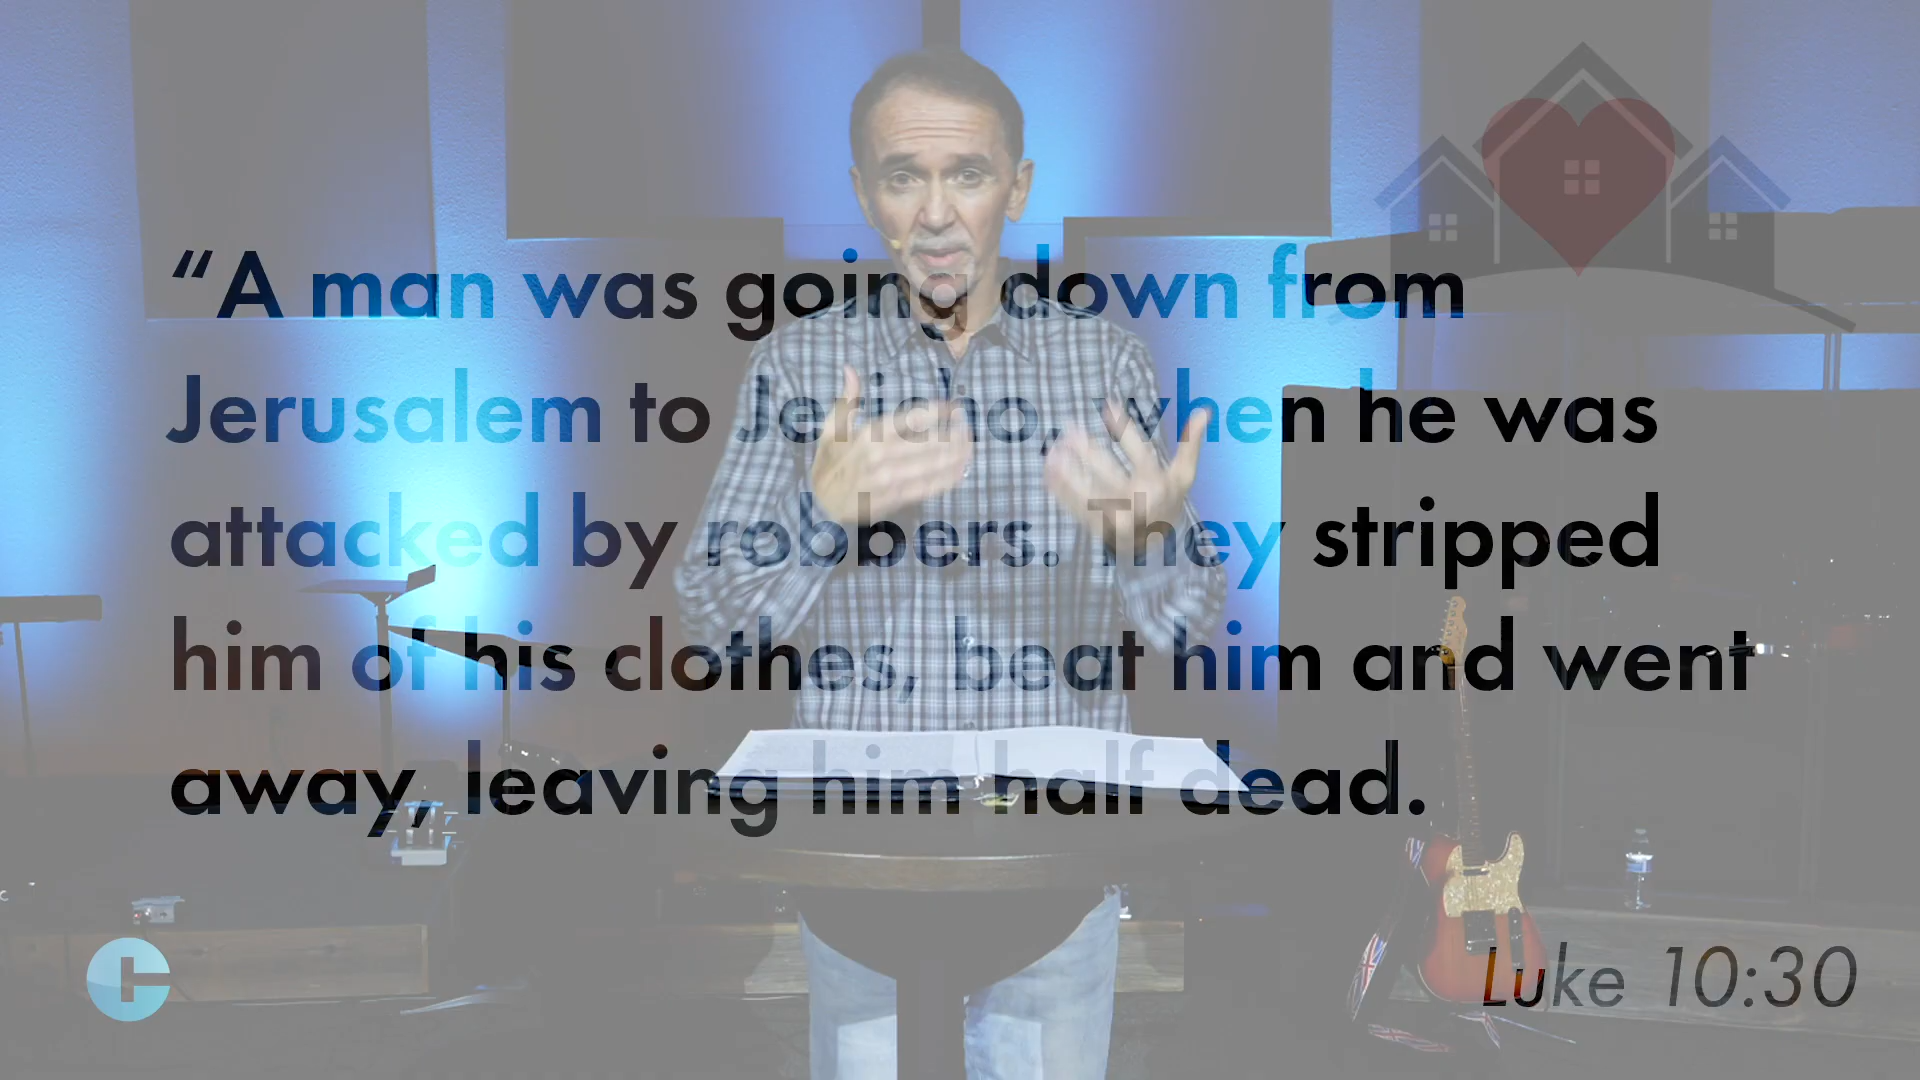 “A man was going down from
Jerusalem to Jericho, when he was
attacked by robbers. They stripped
him of his clothes, beat him and went
away, leaving him half dead.
Luke 10:30